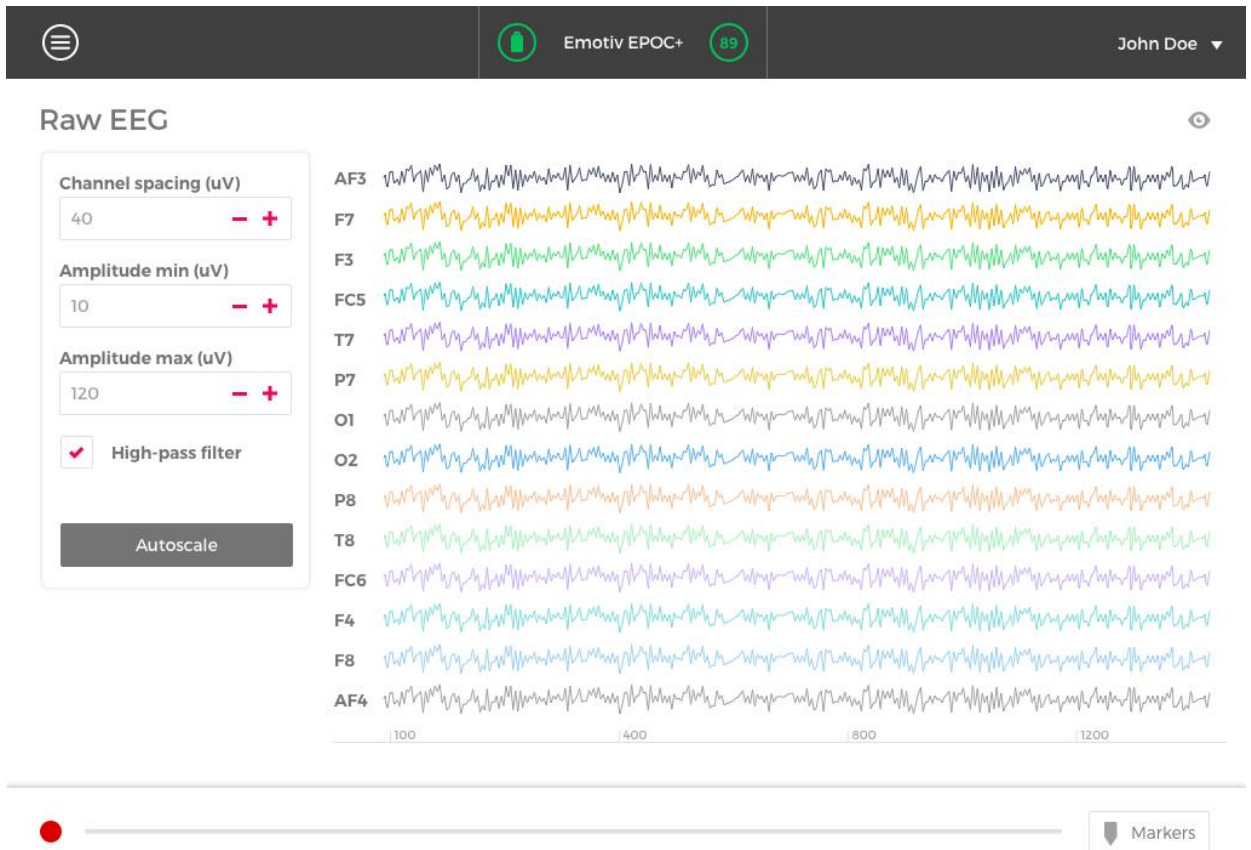 Emotiv EPOC+ 89 John Doe
Raw EEG
Channel spacing (uV)
40
Amplitude min (uV)
10
Amplitude max (uV)
120
High-pass filter
Autoscale
AF3
F7
F3
FC5
T7
P7
O1
O2
P8
T8
FC6
F4
F8
AF4
100 400 800 1200
Markers